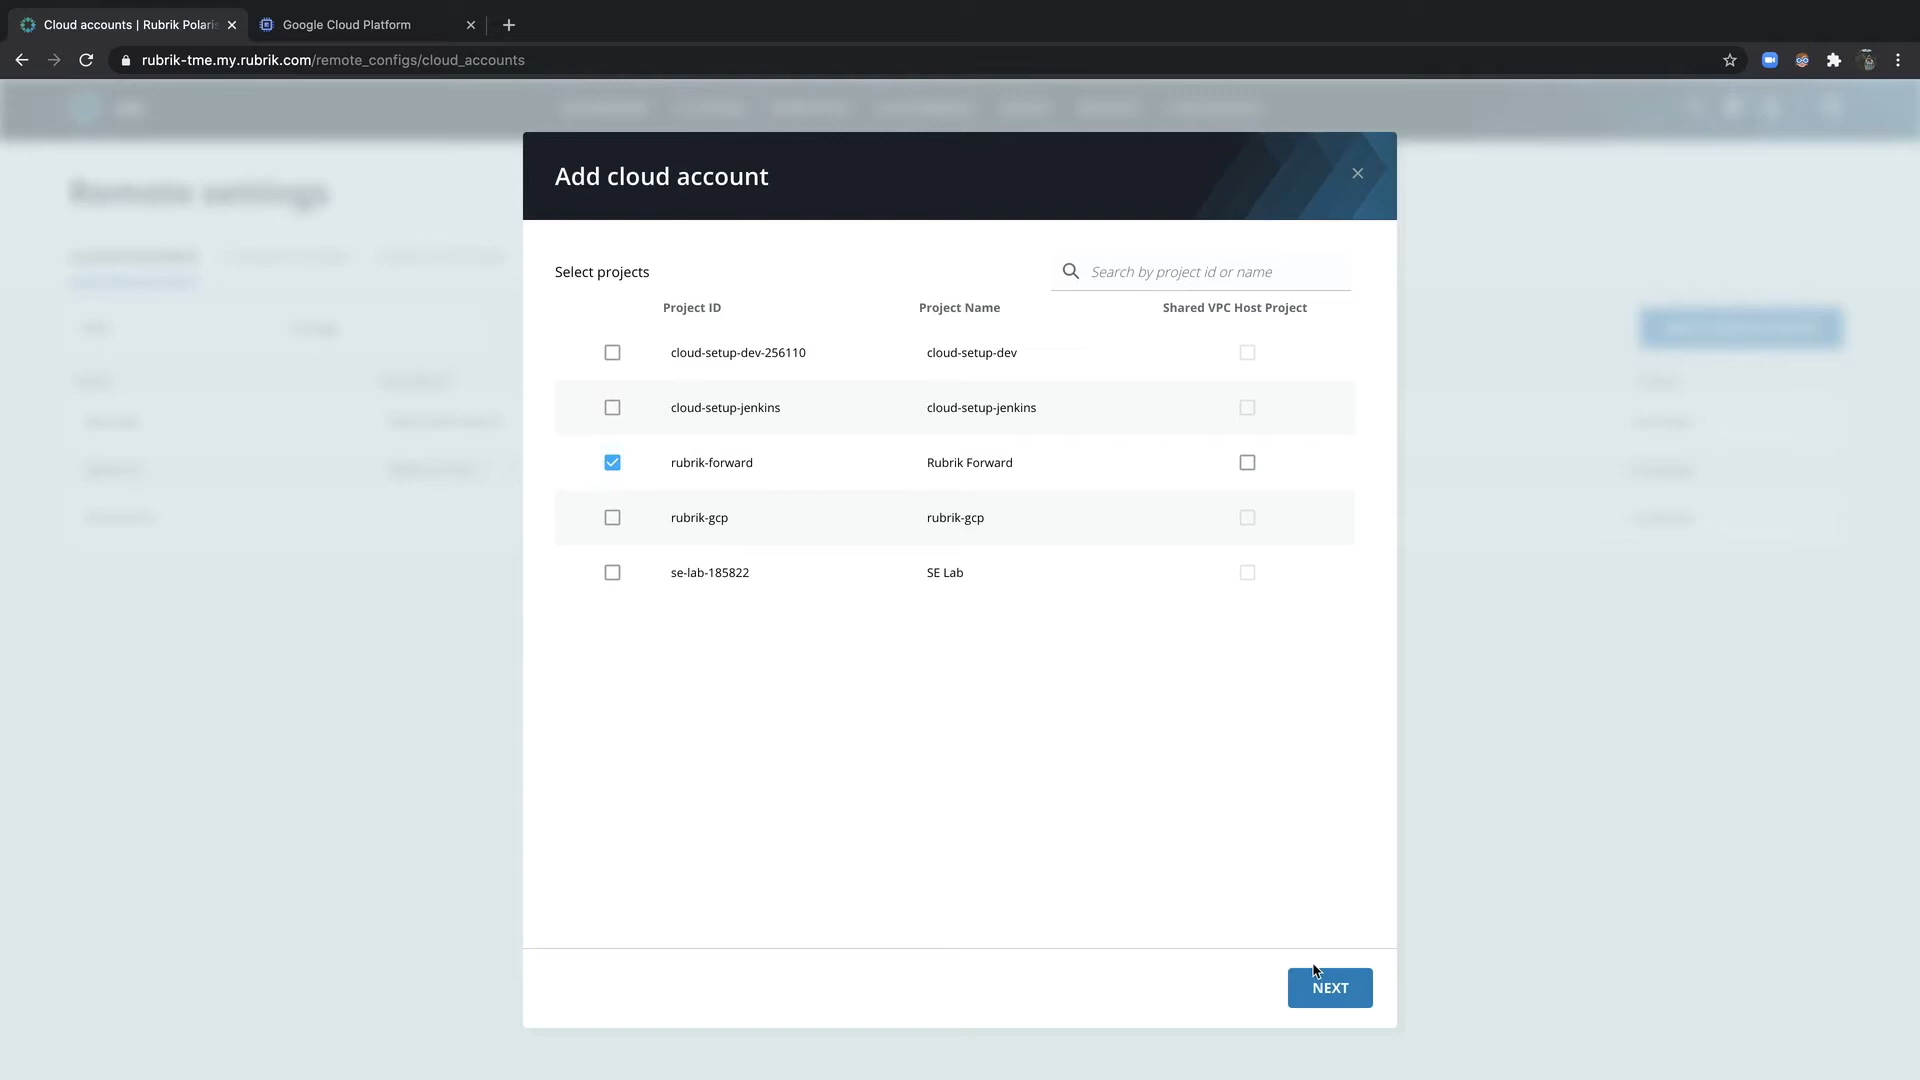 Cloud accounts | Rubrik Polaris
Google Cloud Platform
rubrik-tme.my.rubrik.com/remote_configs/cloud_accounts
Remote settings
Add cloud account
Select projects
Search by project id or name
Project ID Project Name Shared VPC Host Project
cloud-setup-dev-256110 cloud-setup-dev
cloud-setup-jenkins cloud-setup-jenkins
rubrik-forward Rubrik Forward
rubrik-gcp rubrik-gcp
se-lab-185822 SE Lab
NEXT